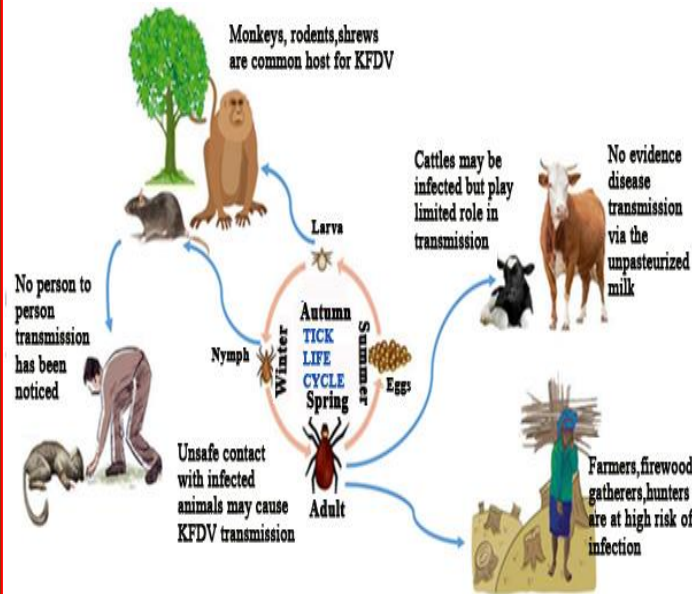 Monkeys, rodents,shrews
are common host for KFDV
Cattles may be
infected but play
limited role in
transmission
No evidence
disease
transmission
via the
unpasteurized
milk
Larva
No person to
person
transmission
has been
noticed
Autumn
TICK
LIFE
CYCLE
Spring
Winter
Summer
Nymph
Eggs
Adult
Unsafe contact
with infected
animals may cause
KFDV transmission
Farmers,firewood
gatherers,hunters
are at high risk of
infection